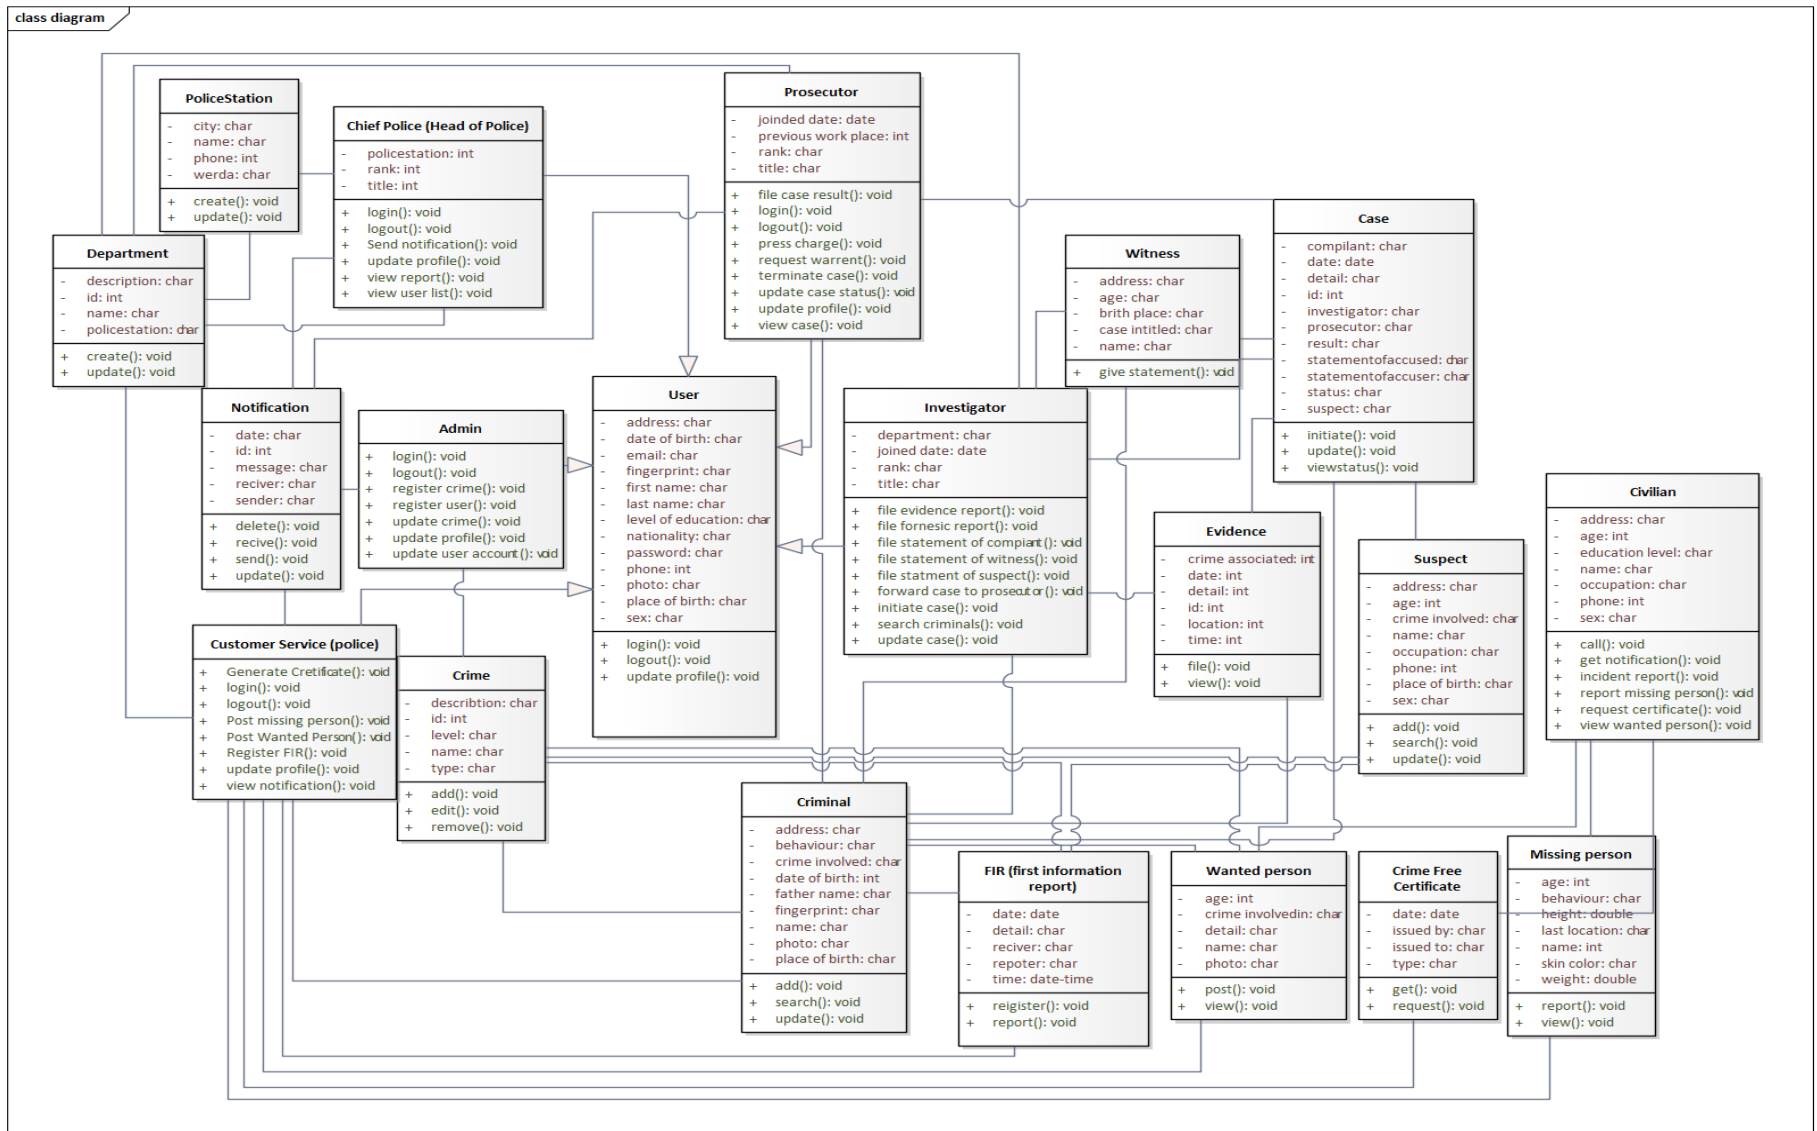 class diagram
PoliceStation
- city: char
- name: char
- phone: int
- werda: char
+ create(): void
+ update(): void
Chief Police (Head of Police)
- policestation: int
- rank: int
- title: int
+ login(): void
+ logout(): void
+ Send notification(): void
+ update profile(): void
+ view report(): void
+ view user list(): void
Prosecutor
- joinded date: date
- previous work place: int
- rank: char
- title: char
+ file case result(): void
+ login(): void
+ logout(): void
+ press charge(): void
+ request warrent(): void
+ terminate case(): void
+ update case status(): void
+ update profile(): void
+ view case(): void
Case
- compilant: char
- date: date
- detail: char
- id: int
- investigator: char
- prosecutor: char
- result: char
- statementofaccused: char
- statementofaccuser: char
- status: char
- suspect: char
+ initiate(): void
+ update(): void
+ viewstatus(): void
Witness
- address: char
- age: char
- brith place: char
- case intitled: char
- name: char
+ give statement(): void
Department
- description: char
- id: int
- name: char
- policestation: char
+ create(): void
+ update(): void
Notification
- date: char
- id: int
- message: char
- reciver: char
- sender: char
+ delete(): void
+ recive(): void
+ send(): void
+ update(): void
Admin
+ login(): void
+ logout(): void
+ register crime(): void
+ register user(): void
+ update crime(): void
+ update profile(): void
+ update user account(): void
User
- address: char
- date of birth: char
- email: char
- fingerprint: char
- first name: char
- last name: char
- level of education: char
- nationality: char
- password: char
- phone: int
- photo: char
- place of birth: char
- sex: char
+ login(): void
+ logout(): void
+ update profile(): void
Investigator
- department: char
- joined date: date
- rank: char
- title: char
+ file evidence report(): void
+ file fornesic report(): void
+ file statement of compiant(): void
+ file statement of witness(): void
+ file statment of suspect(): void
+ forward case to prosecutor(): void
+ initiate case(): void
+ search criminals(): void
+ update case(): void
Evidence
- crime associated: int
- date: int
- detail: int
- id: int
- location: int
- time: int
+ file(): void
+ view(): void
Suspect
- address: char
- age: int
- crime involved: char
- name: char
- occupation: char
- phone: int
- place of birth: char
- sex: char
+ add(): void
+ search(): void
+ update(): void
Civilian
- address: char
- age: int
- education level: char
- name: char
- occupation: char
- phone: int
- sex: char
+ call(): void
+ get notification(): void
+ incident report(): void
+ report missing person(): void
+ request certificate(): void
+ view wanted person(): void
Customer Service (police)
+ Generate Cretificate(): void
+ login(): void
+ logout(): void
+ Post missing person(): void
+ Post Wanted Person(): void
+ Register FIR(): void
+ update profile(): void
+ view notification(): void
Crime
- describtion: char
- id: int
- level: char
- name: char
- type: char
+ add(): void
+ edit(): void
+ remove(): void
Criminal
- address: char
- behaviour: char
- crime involved: char
- date of birth: int
- father name: char
- fingerprint: char
- name: char
- photo: char
- place of birth: char
+ add(): void
+ search(): void
+ update(): void
FIR (first information
report)
- date: date
- detail: char
- reciver: char
- repoter: char
- time: date-time
+ reigister(): void
+ report(): void
Wanted person
- age: int
- crime involvedin: char
- detail: char
- name: char
- photo: char
+ post(): void
+ view(): void
Crime Free
Certificate
- date: date
- issued by: char
- issued to: char
- type: char
+ get(): void
+ request(): void
Missing person
- age: int
- behaviour: char
- height: double
- last location: char
- name: int
- skin color: char
- weight: double
+ report(): void
+ view(): void